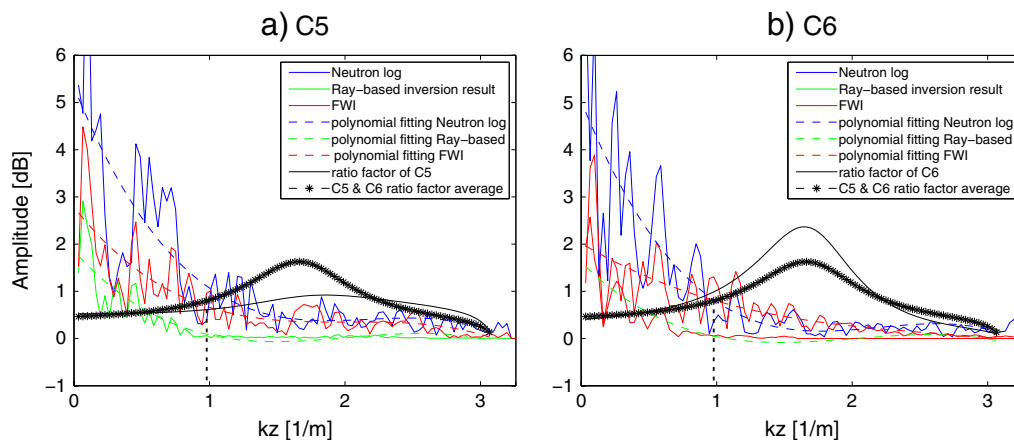 a) C5
b) C6
Amplitude [dB]
6
5
4
3
2
1
0
−1
0
1
2
3
kz [1/m]
Neutron log
Ray−based inversion result
FWI
polynomial fitting Neutron log
polynomial fitting Ray−based
polynomial fitting FWI
ratio factor of C5
C5 & C6 ratio factor average
6
5
4
3
2
1
0
−1
0
1
2
3
kz [1/m]
Neutron log
Ray−based inversion result
FWI
polynomial fitting Neutron log
polynomial fitting Ray−based
polynomial fitting FWI
ratio factor of C6
C5 & C6 ratio factor average